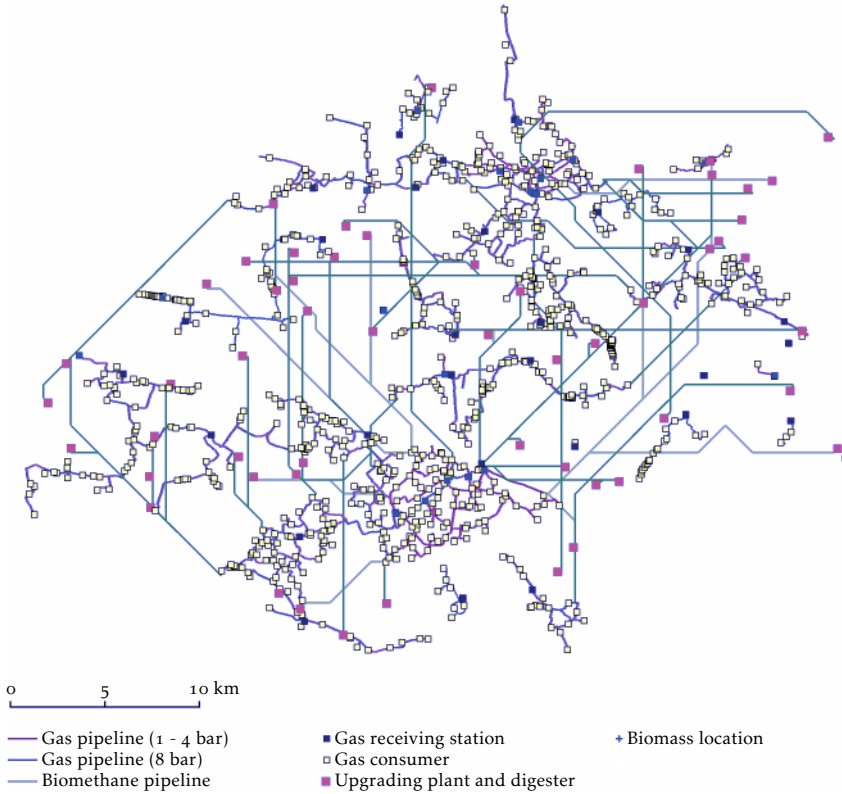 0 5 10 km
Gas pipeline (1 - 4 bar)
Gas pipeline (8 bar)
Biomethane pipeline
Gas receiving station
Gas consumer
Upgrading plant and digester
Biomass location